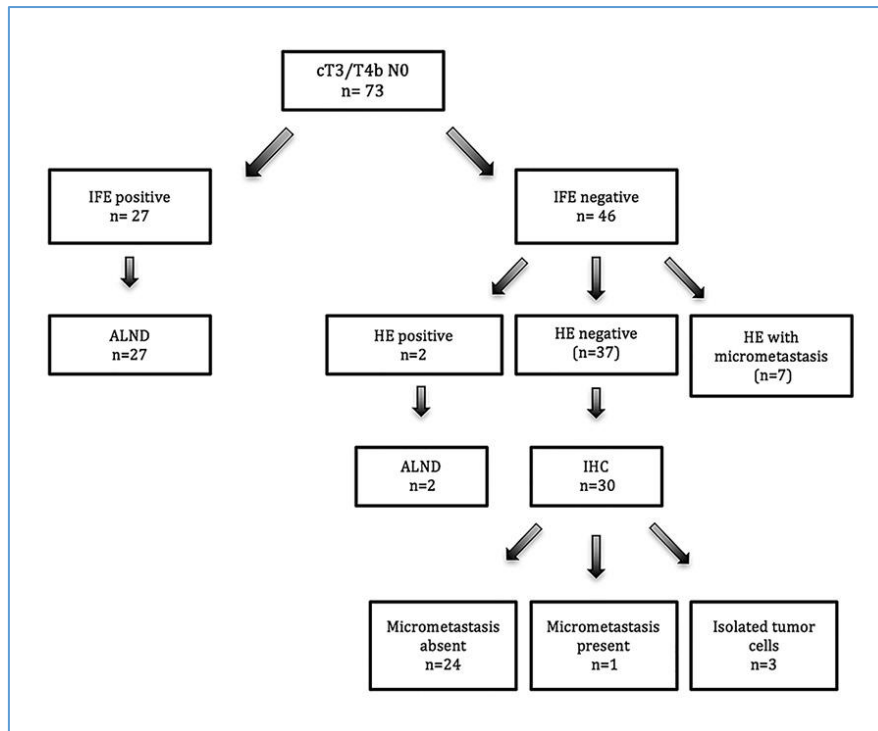 cT3/T4b N0
n= 73
IFE positive
n= 27
IFE negative
n= 46
ALND
n=27
HE positive
n=2
HE negative
(n=37)
HE with
micrometastasis
(n=7)
ALND
n=2
IHC
n=30
Micrometastasis
absent
n=24
Micrometastasis
present
n=1
Isolated tumor
cells
n=3